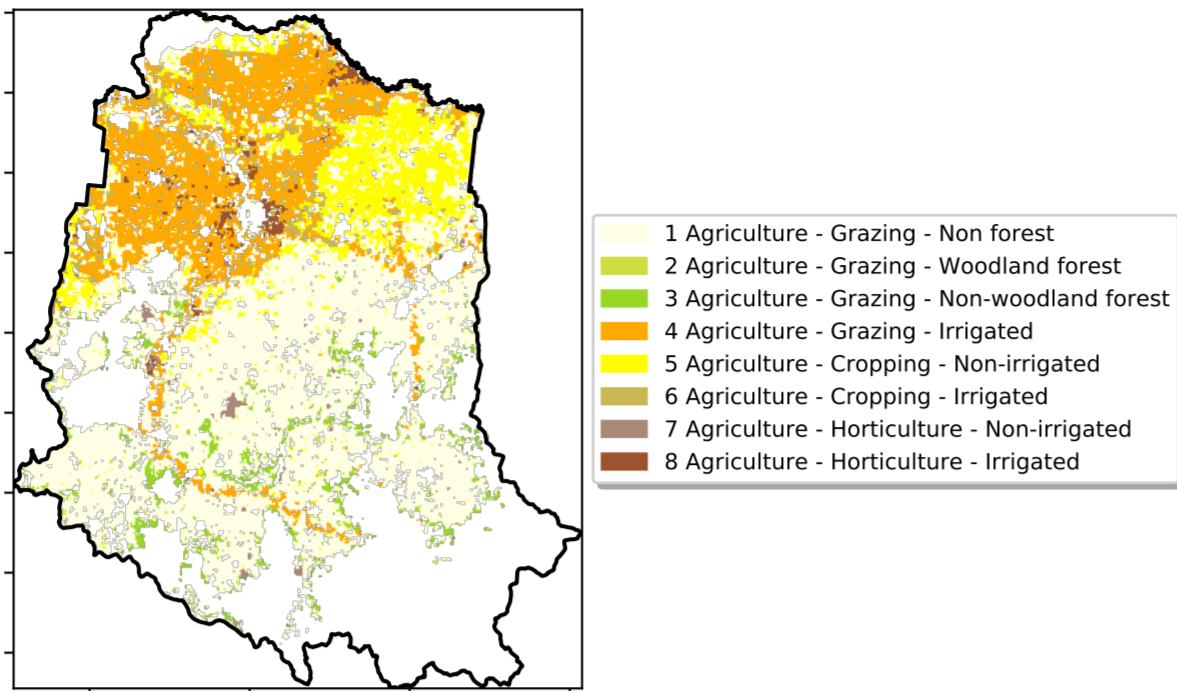 1 Agriculture - Grazing - Non forest
2 Agriculture - Grazing - Woodland forest
3 Agriculture - Grazing - Non-woodland forest
4 Agriculture - Grazing - Irrigated
5 Agriculture - Cropping - Non-irrigated
6 Agriculture - Cropping - Irrigated
7 Agriculture - Horticulture - Non-irrigated
8 Agriculture - Horticulture - Irrigated